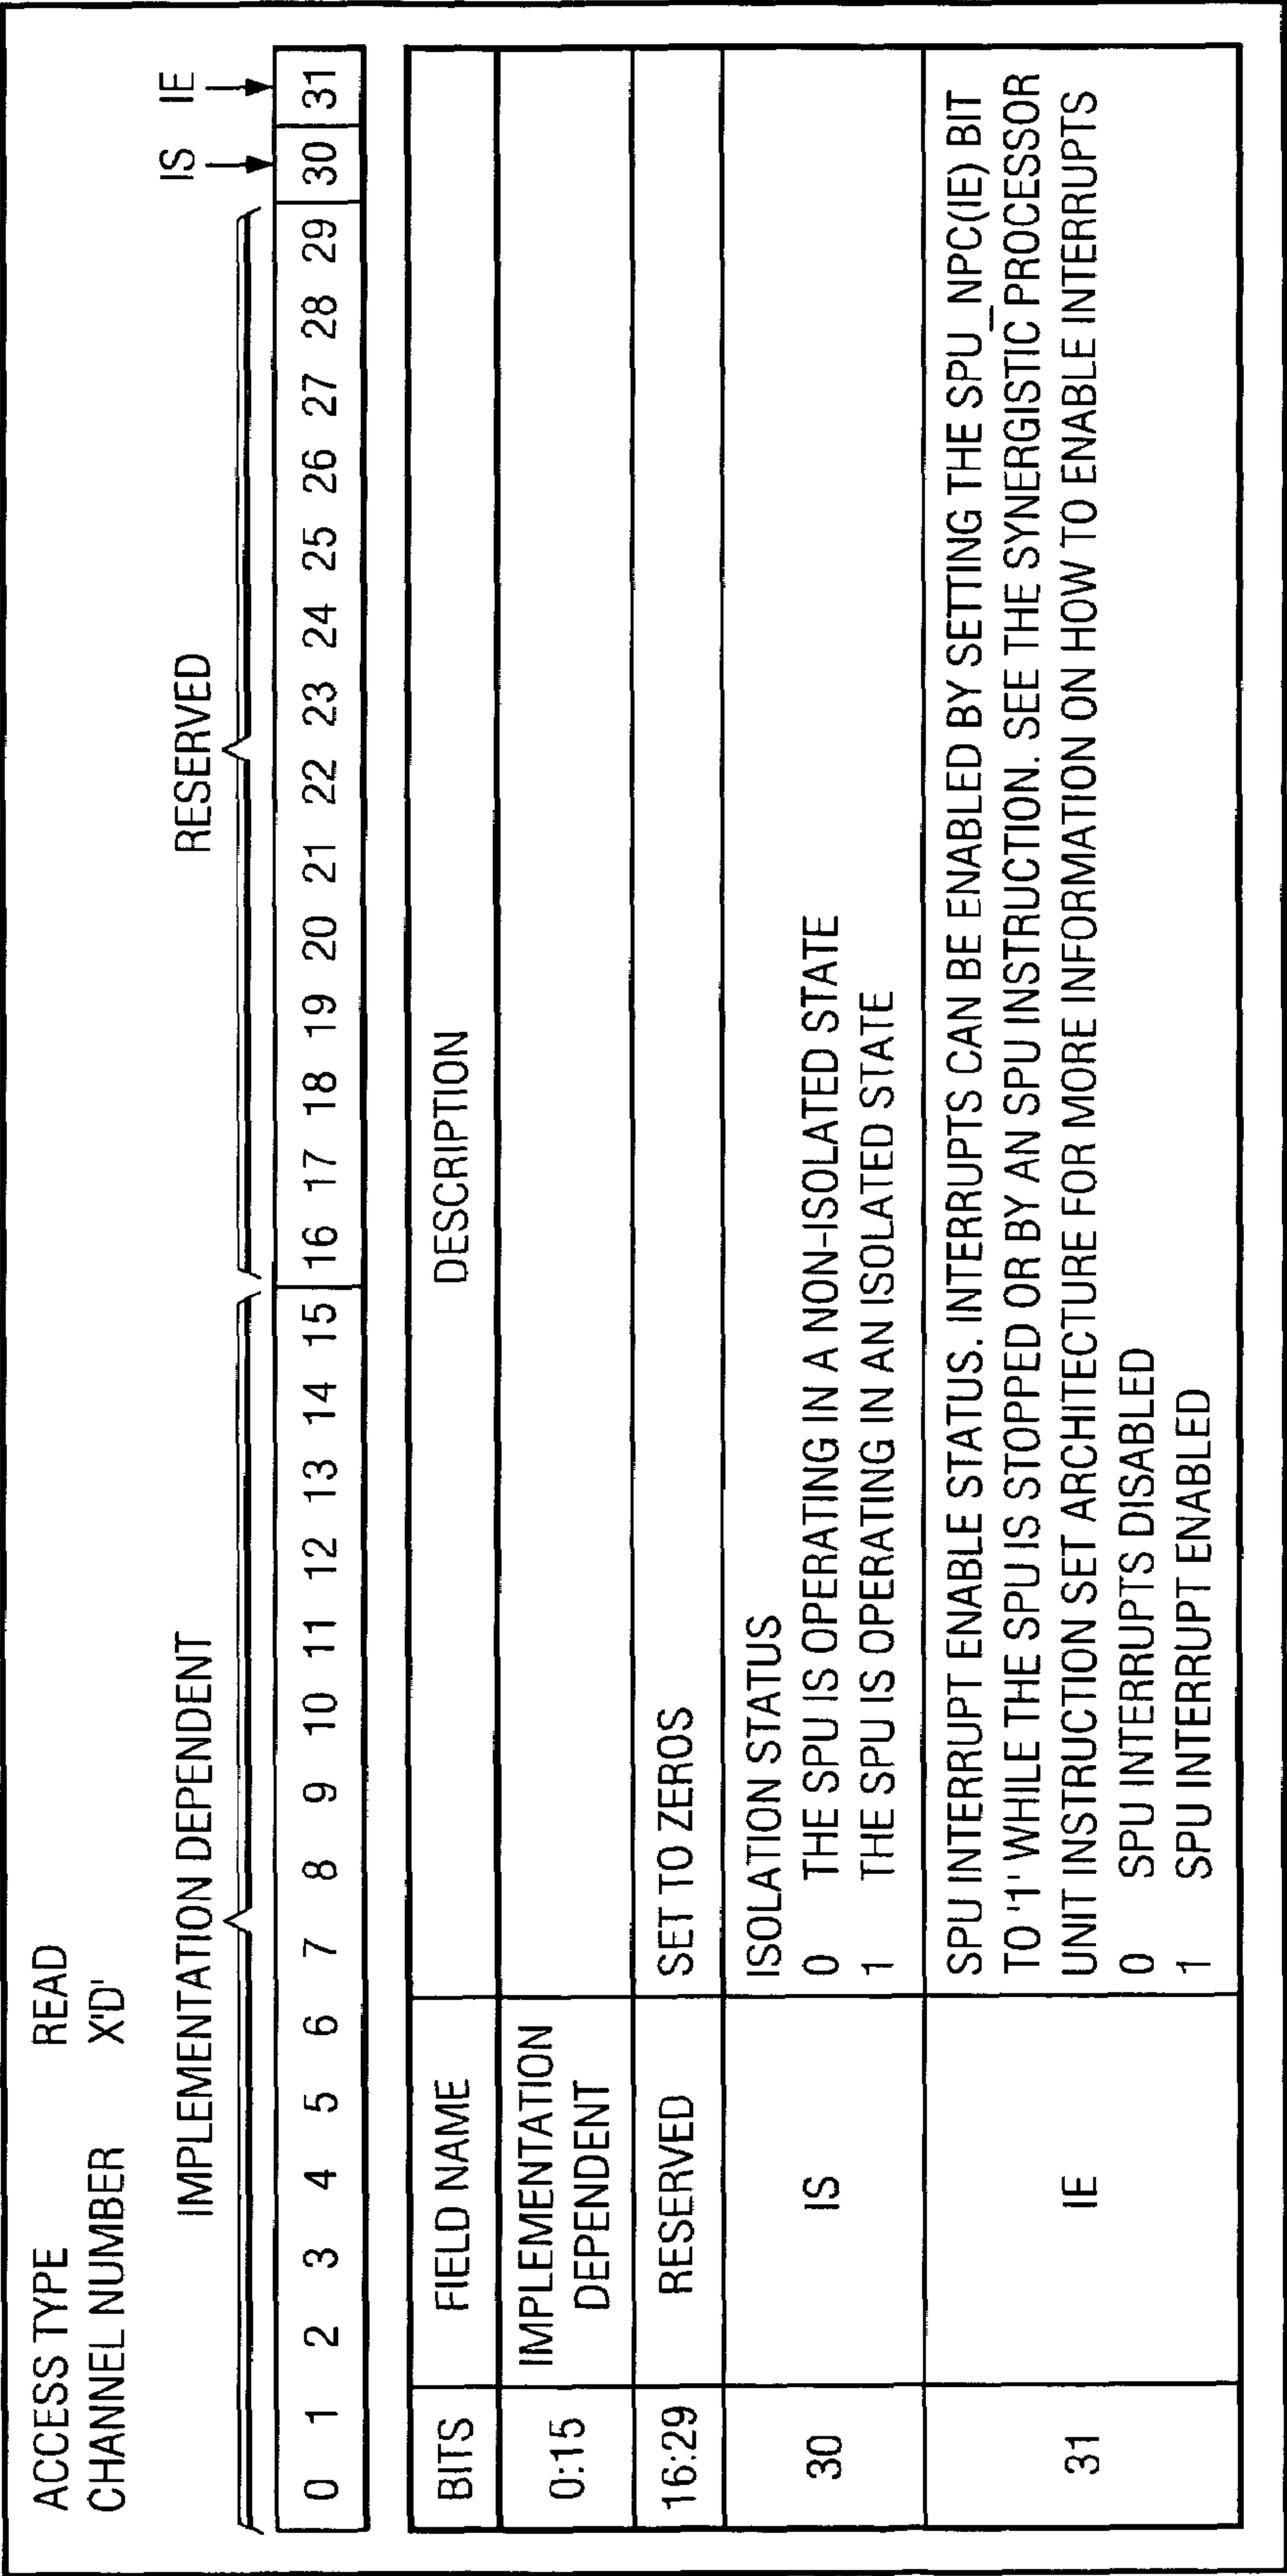 ACCESS TYPE READ
CHANNEL NUMBER X'D'
IMPLEMENTATION DEPENDENT RESERVED IS IE
0 1 2 3 4 5 6 7 8 9 10 11 12 13 14 15 16 17 18 19 20 21 22 23 24 25 26 27 28 29 30 31
BITS FIELD NAME DESCRIPTION
0:15 IMPLEMENTATION
DEPENDENT
16:29 RESERVED SET TO ZEROS
30 IS ISOLATION STATUS
0 THE SPU IS OPERATING IN A NON-ISOLATED STATE
1 THE SPU IS OPERATING IN AN ISOLATED STATE
31 IE SPU INTERRUPT ENABLE STATUS. INTERRUPTS CAN BE ENABLED BY SETTING THE SPU_NPC(IE) BIT
TO '1' WHILE THE SPU IS STOPPED OR BY AN SPU INSTRUCTION. SEE THE SYNERGISTIC PROCESSOR
UNIT INSTRUCTION SET ARCHITECTURE FOR MORE INFORMATION ON HOW TO ENABLE INTERRUPTS
0 SPU INTERRUPTS DISABLED
1 SPU INTERRUPT ENABLED